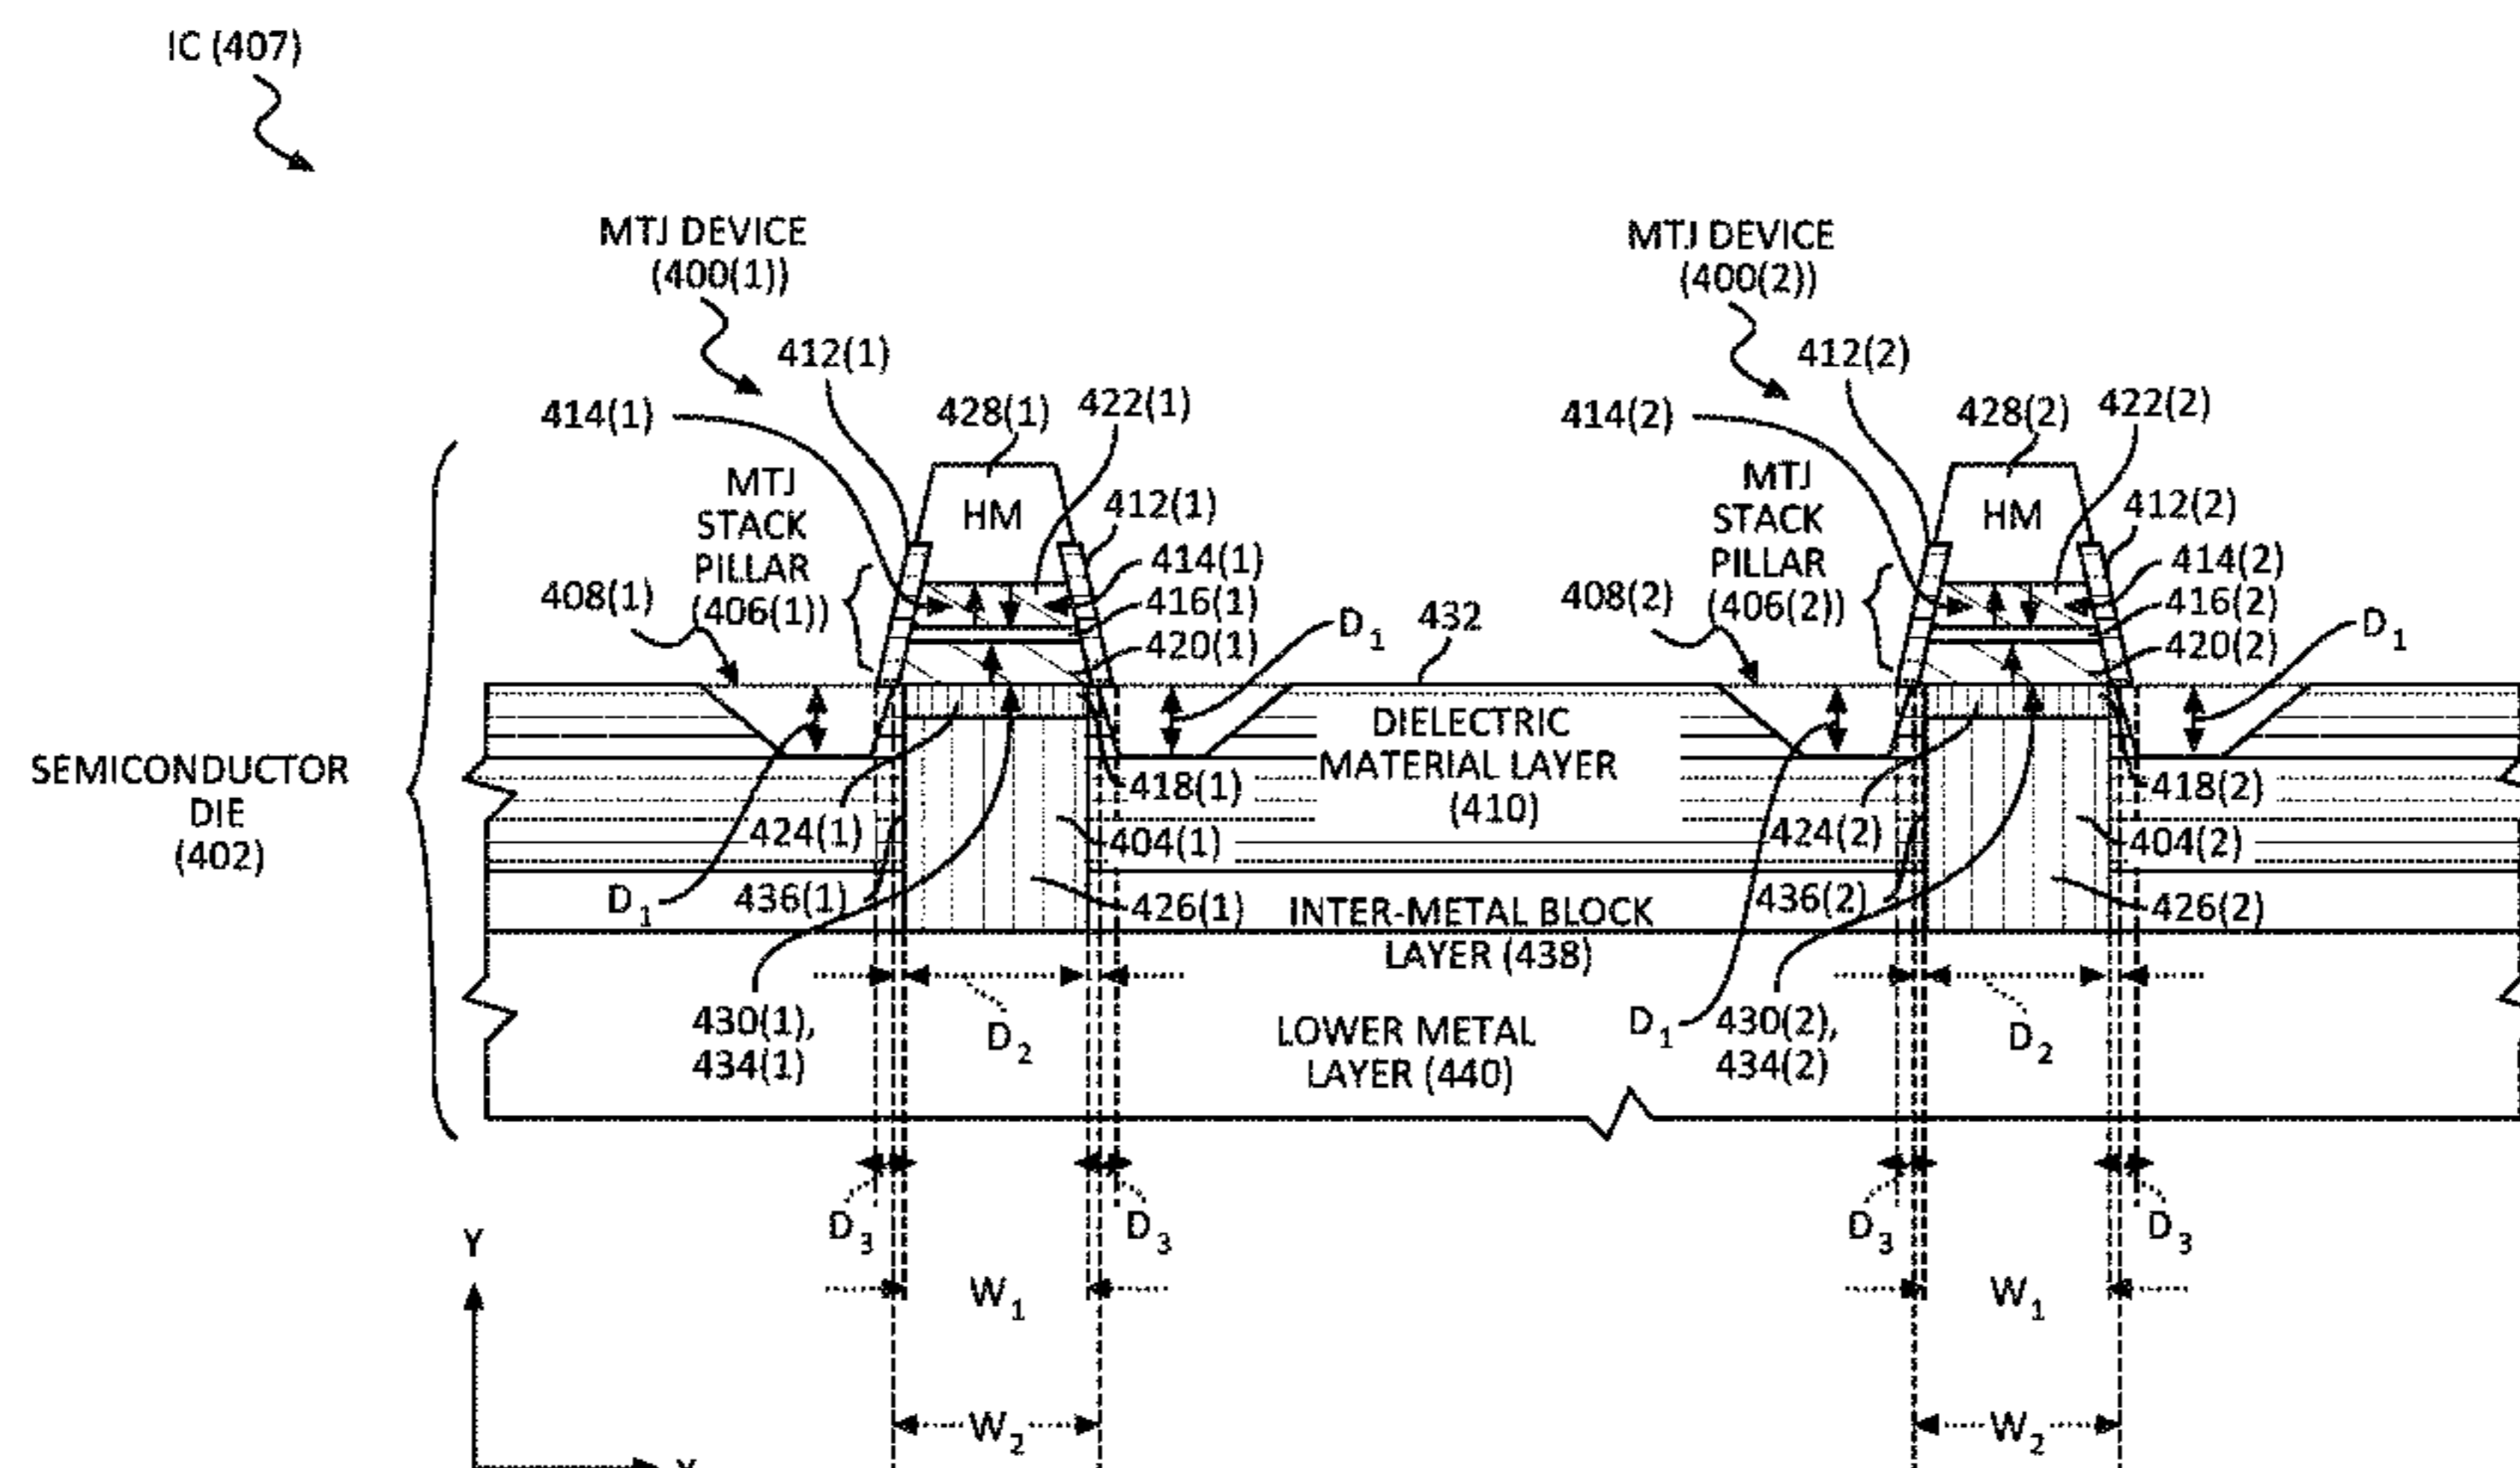 IC (407)
MTJ DEVICE
(400(1))
MTJ DEVICE
(400(2))
412(1)
412(2)
414(1)
428(1)
422(1)
414(2)
428(2)
422(2)
MTJ
STACK
PILLAR
(406(1))
HM
412(1)
414(1)
416(1)
420(1)
408(1)
D1
432
MTJ
STACK
PILLAR
(406(2))
HM
412(2)
414(2)
416(2)
420(2)
408(2)
D1
SEMICONDUCTOR
DIE
(402)
DIELECTRIC
MATERIAL LAYER
(410)
418(1)
418(2)
424(1)
404(1)
424(2)
404(2)
D1
436(1)
426(1)
436(2)
426(2)
INTER-METAL BLOCK
LAYER (438)
430(1),
434(1)
D2
LOWER METAL
LAYER (440)
D1
430(2),
434(2)
D2
D3
D3
D3
D3
Y
W1
W1
W2
W2